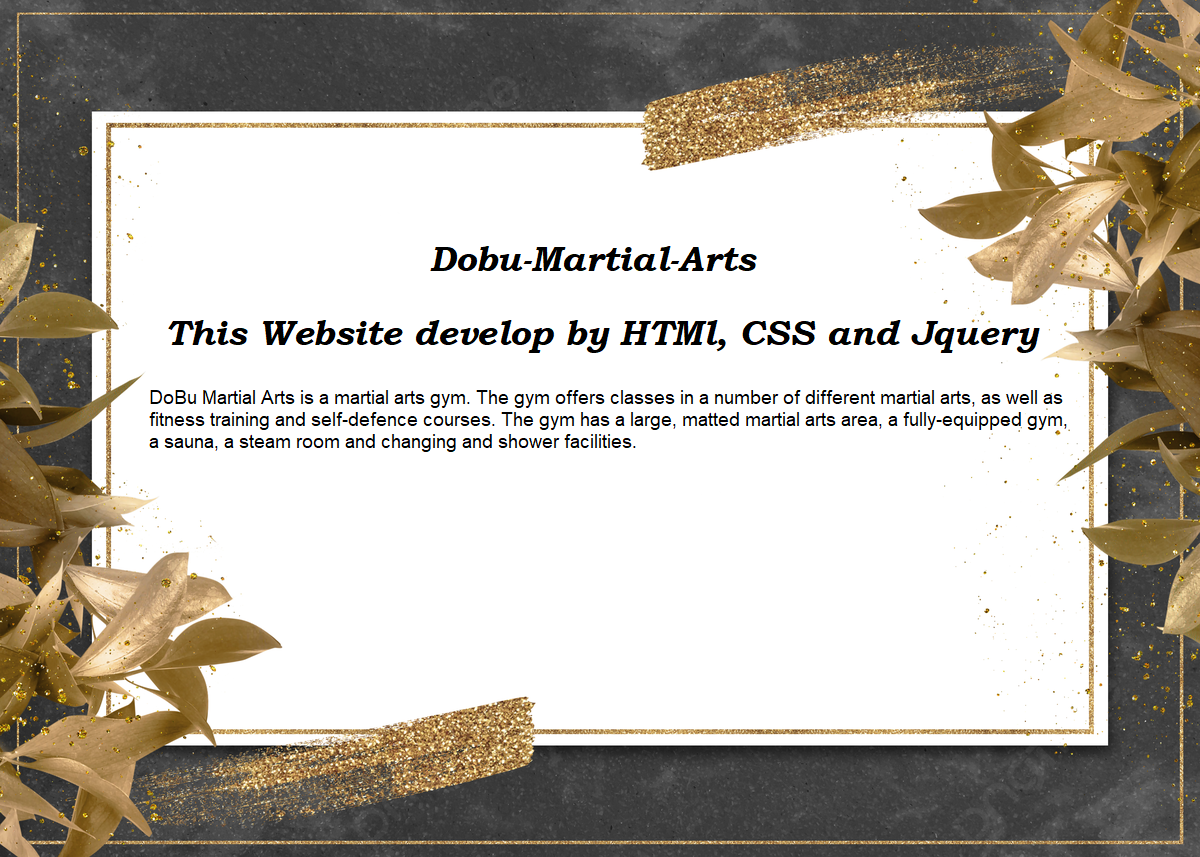 Dobu-Martial-Arts
This Website develop by HTMl, CSS and Jquery
DoBu Martial Arts is a martial arts gym. The gym offers classes in a number of different martial arts, as well as
fitness training and self-defence courses. The gym has a large, matted martial arts area, a fully-equipped gym,
a sauna, a steam room and changing and shower facilities.